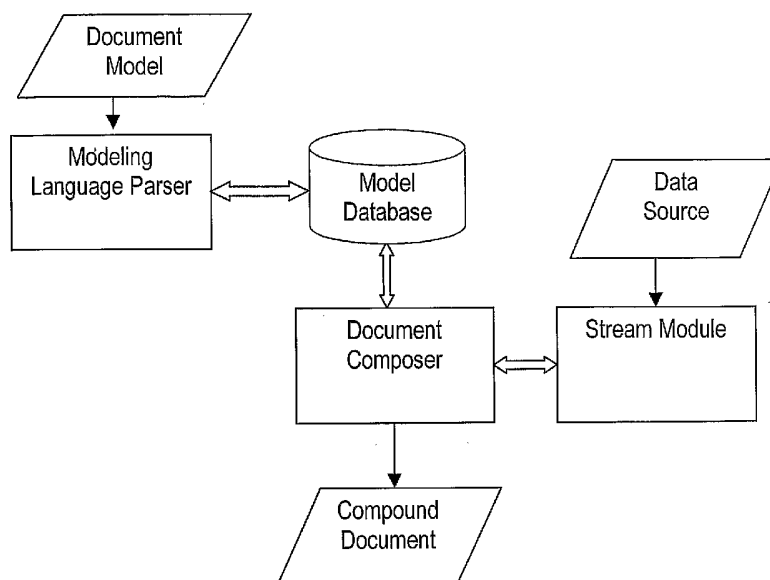 Document
Model
Modeling
Language Parser
Model
Database
Data
Source
Document
Composer
Stream Module
Compound
Document